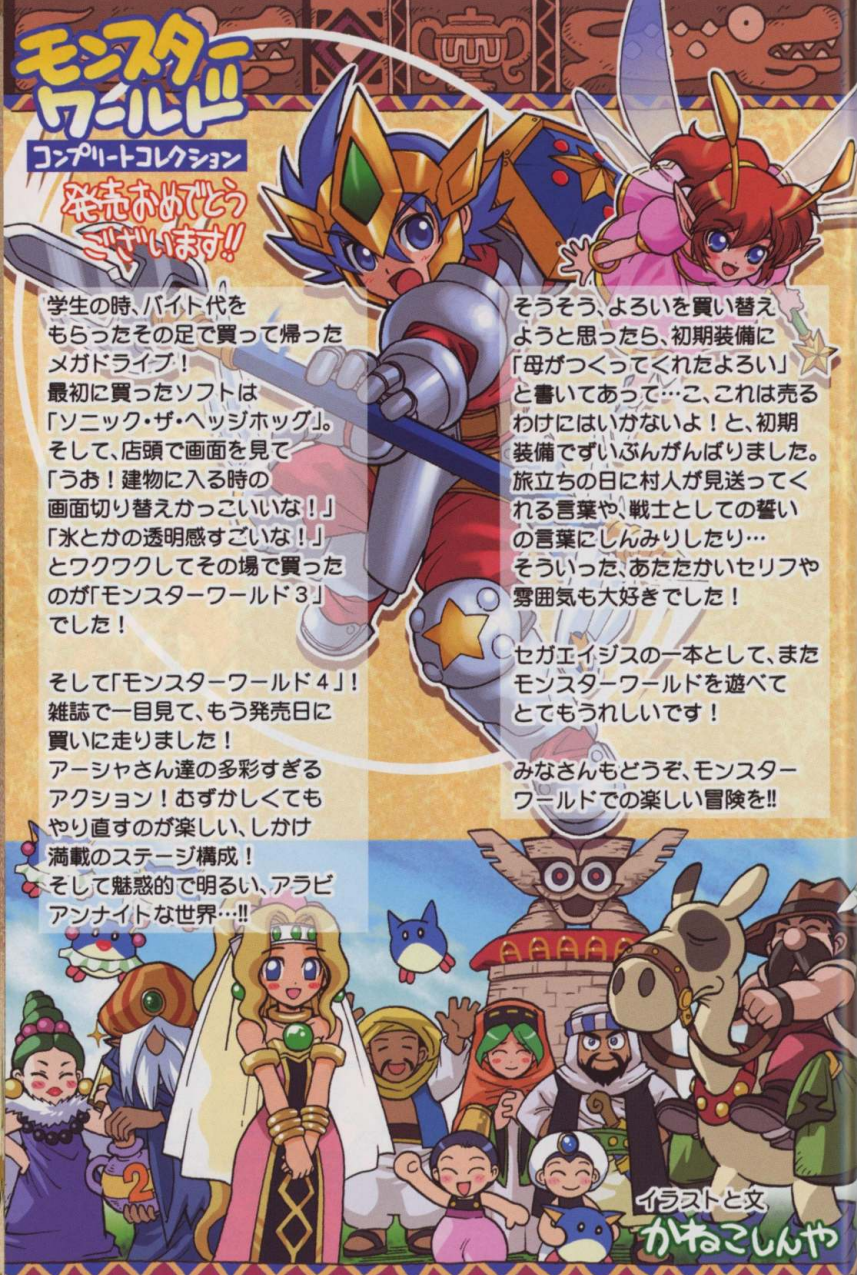 モンスター
ワールド
コンプリートコレクション
発売おめでとう
ございます!!
学生の時、バイト代を
もらったその足で買って帰った
メガドライブ！
最初に買ったソフトは
「ソニック・ザ・ヘッジホッグ」。
そして、店頭で画面を見て
「うお！建物に入る時の
画面切り替えかっこいいな！」
「氷とかの透明感すごいな！」
とワクワクしてその場で買った
のが「モンスターワールド３」
でした！
そして「モンスターワールド４」！
雑誌で一目見て、もう発売日に
買いに走りました！
アーシャさん達の多彩すぎる
アクション！むずかしくても
やり直すのが楽しい、しかけ
満載のステージ構成！
そして魅惑的で明るい、アラビ
アンナイトな世界…!!
そうそう、よろいを買い替え
ようと思ったら、初期装備に
「母がつくってくれたよろい」
と書いてあって…こ、これは売る
わけにはいかないよ！と、初期
装備でずいぶんがんばりました。
旅立ちの日に村人が見送ってく
れる言葉や、戦士としての誓い
の言葉にしんみりしたり…
そういった、あたたかいセリフや
雰囲気も大好きでした！
セガエイジスの一本として、また
モンスターワールドを遊べて
とてもうれしいです！
みなさんもどうぞ、モンスター
ワールドでの楽しい冒険を!!
2
イラストと文
かねこしんや